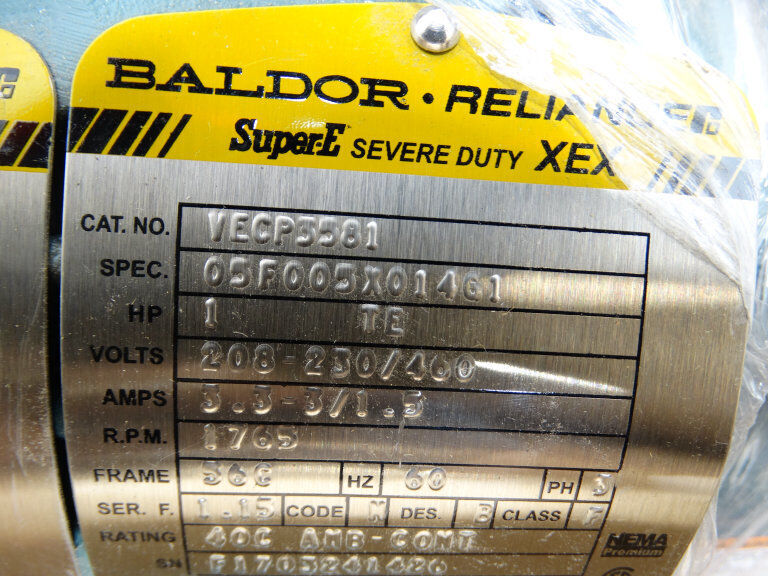 BALDOR • RELIANCE
Super-E SEVERE DUTY XEX
CAT. NO. VECP3581
SPEC. 05F005X014G1
HP 1 TE
VOLTS 208-230/460
AMPS 3.3-3/1.5
R.P.M. 1765
FRAME 56C HZ 60 PH 3
SER. F. 1.15 CODE N DES. B CLASS F
RATING 40C AMB-CONT
NEMA
Premium
SN F1705241426